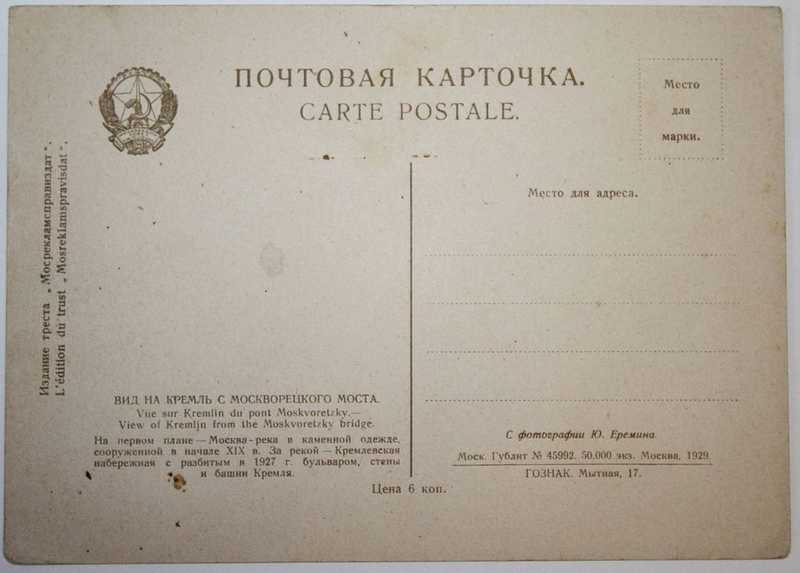 ПОЧТОВАЯ КАРТОЧКА.
CARTE POSTALE.
Место
для
марки.
Место для адреса.
Издание треста „Мосрекламсправиздат“.
L'édition du trust „Mosreklamspravisdat“.
ВИД НА КРЕМЛЬ С МОСКВОРЕЦКОГО МОСТА.
Vue sur Kremlin du pont Moskvoretzky.—
View of Kremlin from the Moskvoretzky bridge.
На первом плане — Москва-река в каменной одежде,
сооруженной в начале XIX в. За рекой — Кремлевская
набережная с разбитым в 1927 г. бульваром, стены
и башни Кремля.
Цена 6 коп.
С фотографии Ю. Еремина
Моск. Гублит № 45992. 50.000 экз. Москва, 1929.
ГОЗНАК. Мытная, 17.